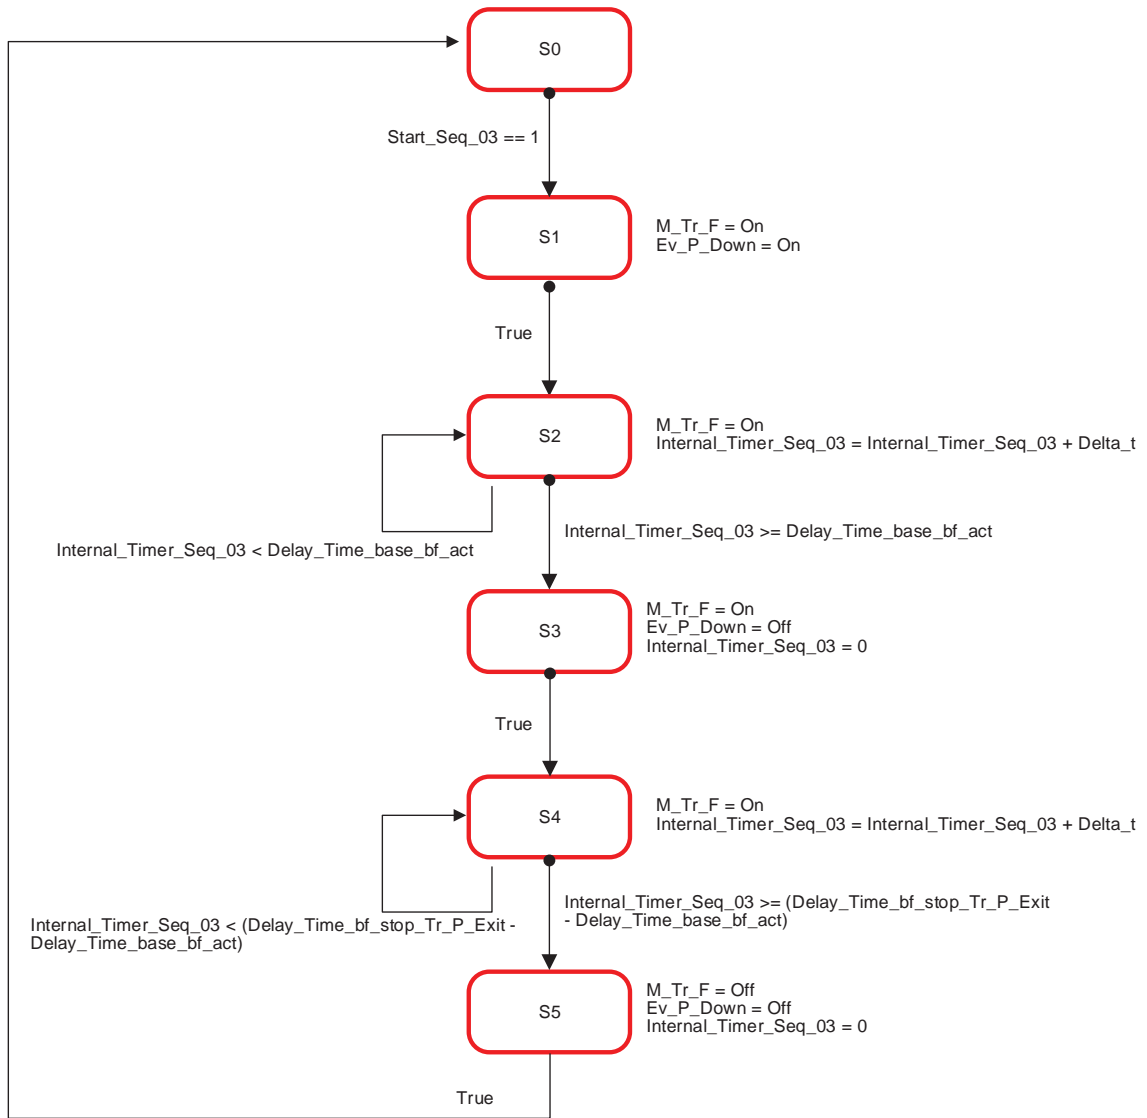 S0
Start_Seq_03 == 1
S1
M_Tr_F = On
Ev_P_Down = On
True
S2
M_Tr_F = On
Internal_Timer_Seq_03 = Internal_Timer_Seq_03 + Delta_t
Internal_Timer_Seq_03 < Delay_Time_base_bf_act
Internal_Timer_Seq_03 >= Delay_Time_base_bf_act
S3
M_Tr_F = On
Ev_P_Down = Off
Internal_Timer_Seq_03 = 0
True
S4
M_Tr_F = On
Internal_Timer_Seq_03 = Internal_Timer_Seq_03 + Delta_t
Internal_Timer_Seq_03 < (Delay_Time_bf_stop_Tr_P_Exit -
Delay_Time_base_bf_act)
Internal_Timer_Seq_03 >= (Delay_Time_bf_stop_Tr_P_Exit
- Delay_Time_base_bf_act)
S5
M_Tr_F = Off
Ev_P_Down = Off
Internal_Timer_Seq_03 = 0
True